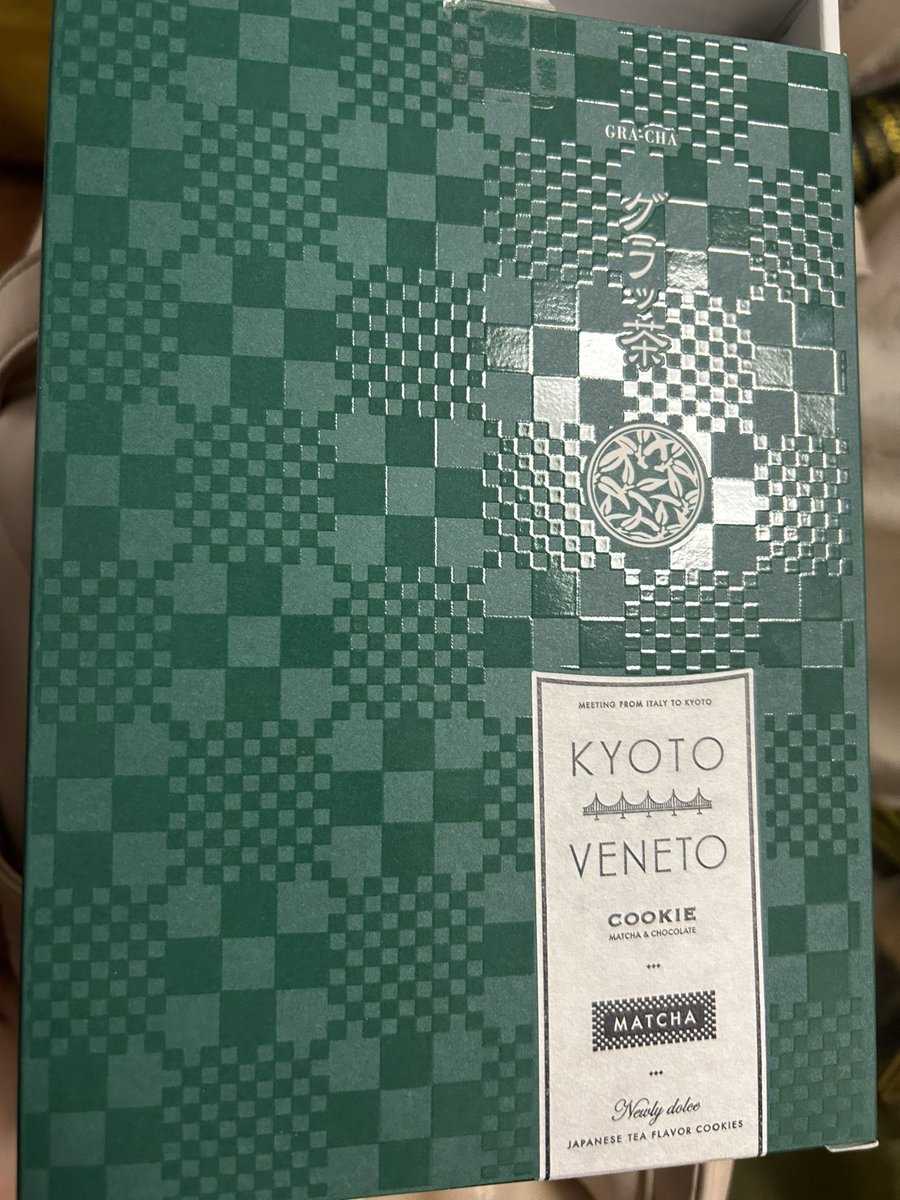 GRA-CHA
グラッ茶
MEETING FROM ITALY TO KYOTO
KYOTO
VENETO
COOKIE
MATCHA & CHOCOLATE
MATCHA
Newly dolce
JAPANESE TEA FLAVOR COOKIES